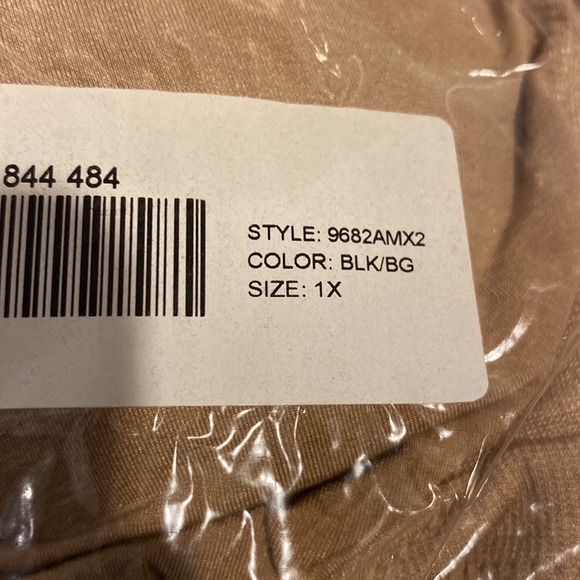 844 484
STYLE: 9682AMX2
COLOR: BLK/BG
SIZE: 1X